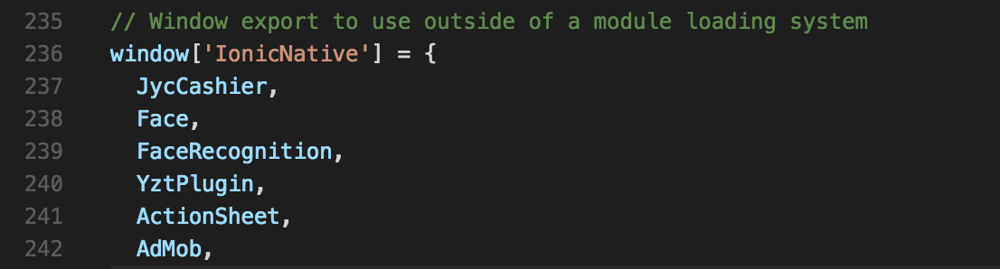 235 // Window export to use outside of a module loading system
236 window['IonicNative'] = {
237 JycCashier,
238 Face,
239 FaceRecognition,
240 YztPlugin,
241 ActionSheet,
242 AdMob,